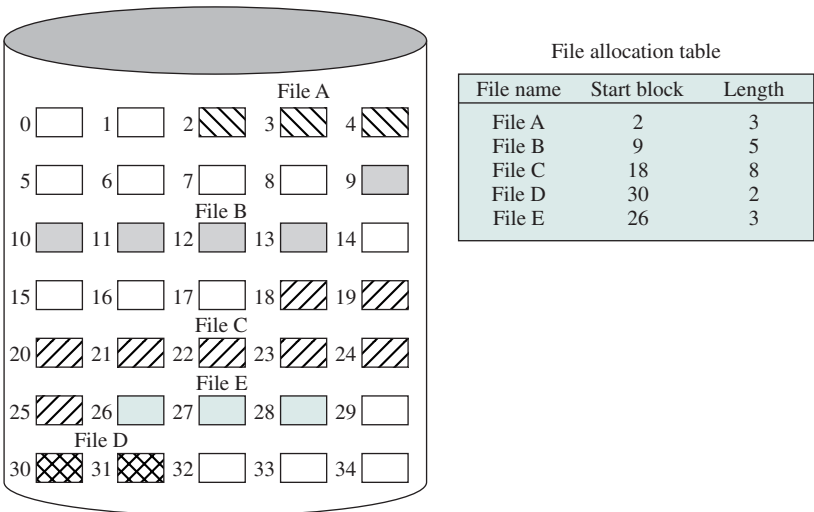 File A
0 1 2 3 4
5 6 7 8 9
File B
10 11 12 13 14
15 16 17 18 19
File C
20 21 22 23 24
File E
25 26 27 28 29
File D
30 31 32 33 34
File allocation table
File name Start block Length
File A 2 3
File B 9 5
File C 18 8
File D 30 2
File E 26 3